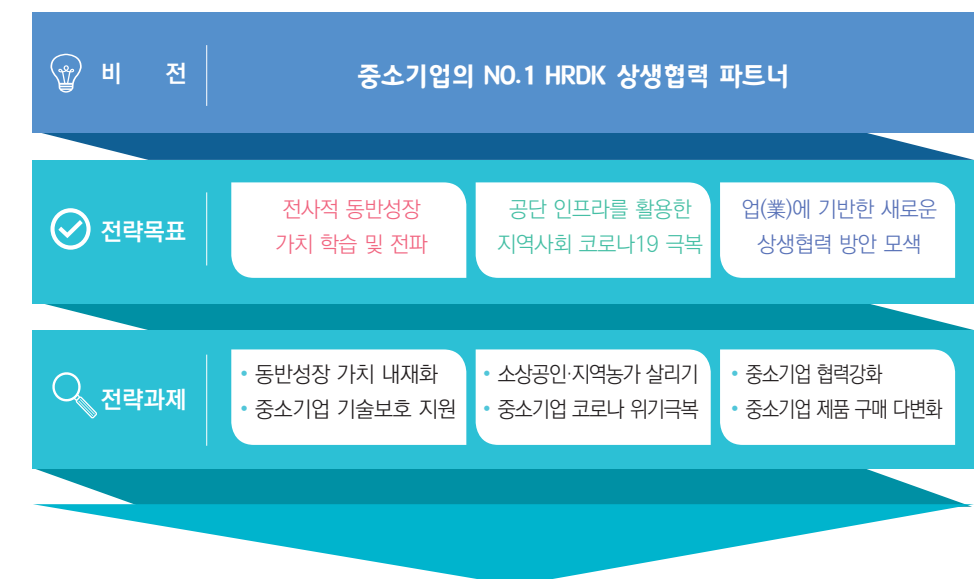 비 전
중소기업의 NO.1 HRDK 상생협력 파트너
전략목표
전사적 동반성장
가치 학습 및 전파
공단 인프라를 활용한
지역사회 코로나19 극복
업(業)에 기반한 새로운
상생협력 방안 모색
전략과제
• 동반성장 가치 내재화
• 중소기업 기술보호 지원
• 소상공인·지역농가 살리기
• 중소기업 코로나 위기극복
• 중소기업 협력강화
• 중소기업 제품 구매 다변화